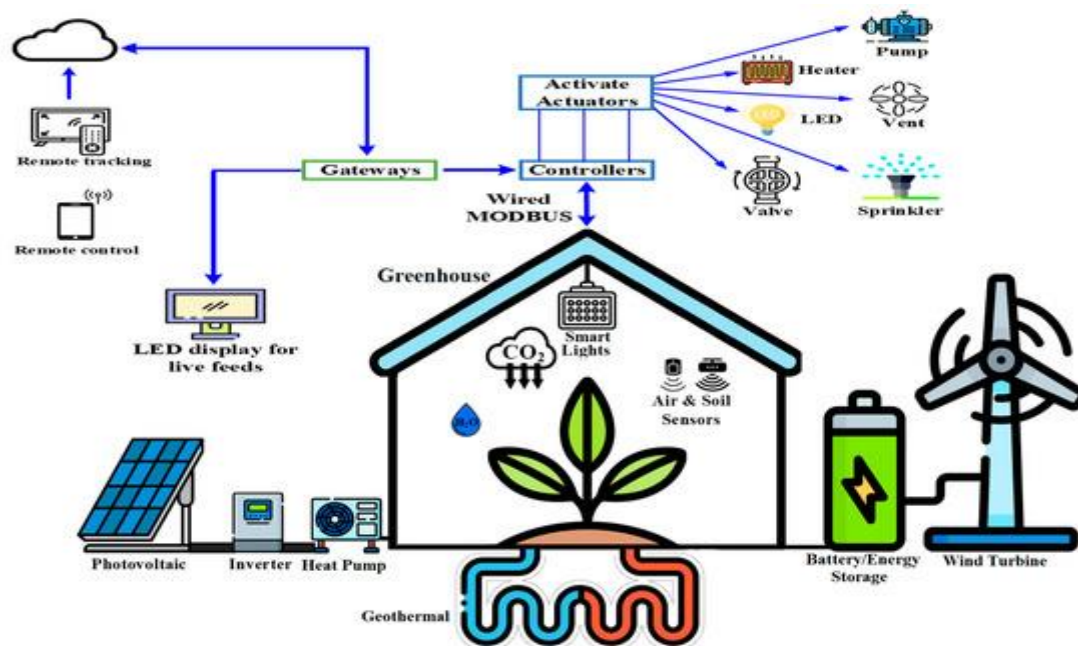 Pump
Heater
Activate
Actuators
LED
Vent
Remote tracking
Gateways
Controllers
Valve
Sprinkler
Wired
MODBUS
Remote control
Greenhouse
Smart
Lights
LED display for
live feeds
CO2
Air & Soil
Sensors
H2O
Photovoltaic
Inverter
Heat Pump
Battery/Energy
Storage
Wind Turbine
Geothermal